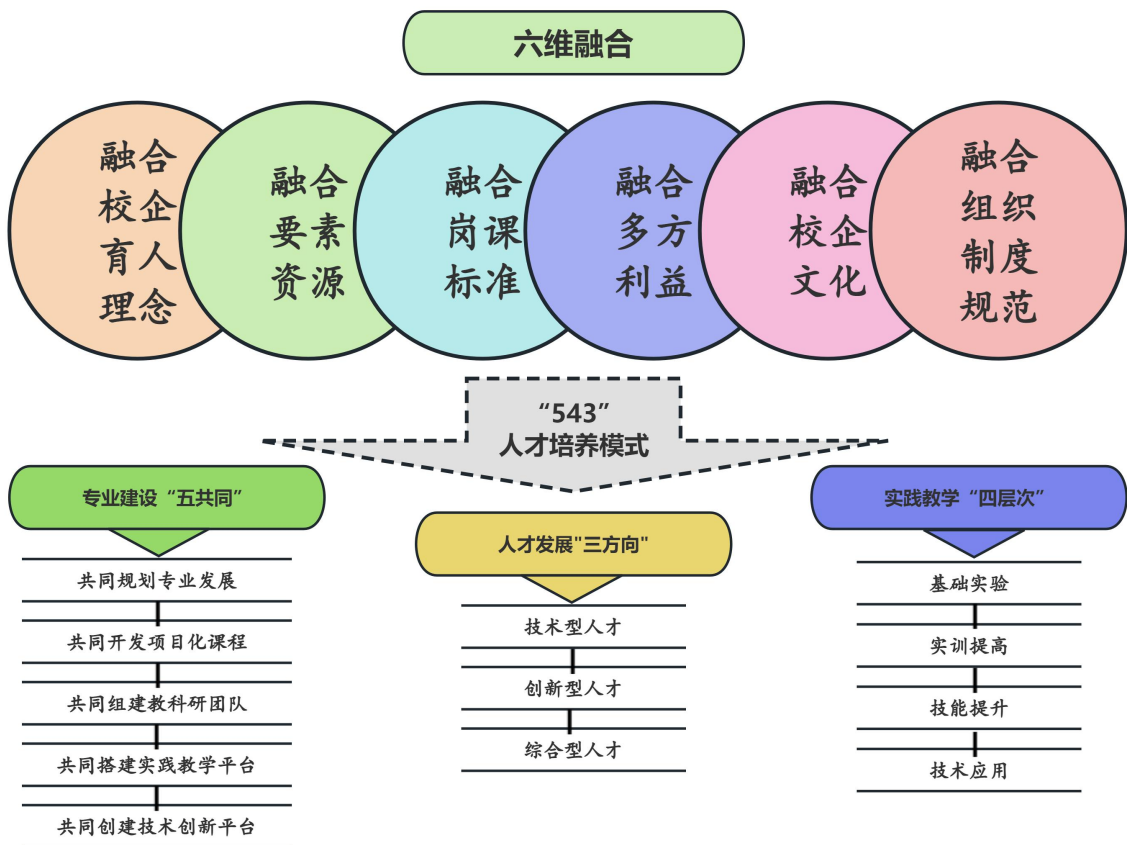 六维融合
融合
校企
育人
理念
融合
要素
资源
融合
岗课
标准
融合
多方
利益
融合
校企
文化
融合
组织
制度
规范
“543”
人才培养模式
专业建设“五共同”
共同规划专业发展
共同开发项目化课程
共同组建教科研团队
共同搭建实践教学平台
共同创建技术创新平台
人才发展"三方向"
技术型人才
创新型人才
综合型人才
实践教学“四层次”
基础实验
实训提高
技能提升
技术应用